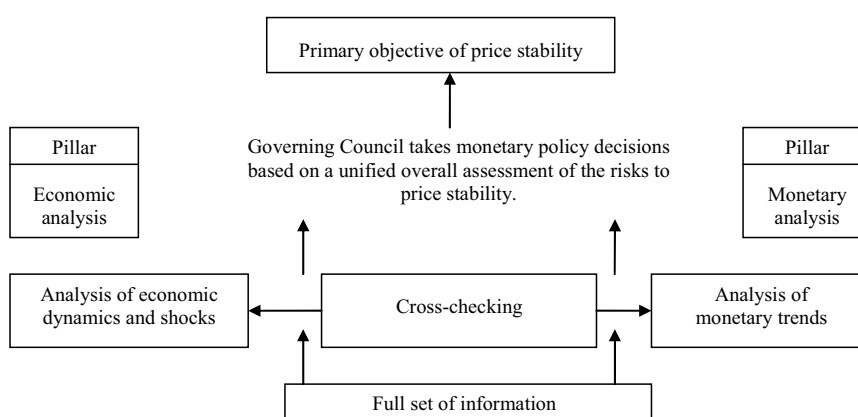 Primary objective of price stability
Pillar
Economic
analysis
Governing Council takes monetary policy decisions
based on a unified overall assessment of the risks to
price stability.
Pillar
Monetary
analysis
Analysis of economic
dynamics and shocks
Cross-checking
Analysis of
monetary trends
Full set of information